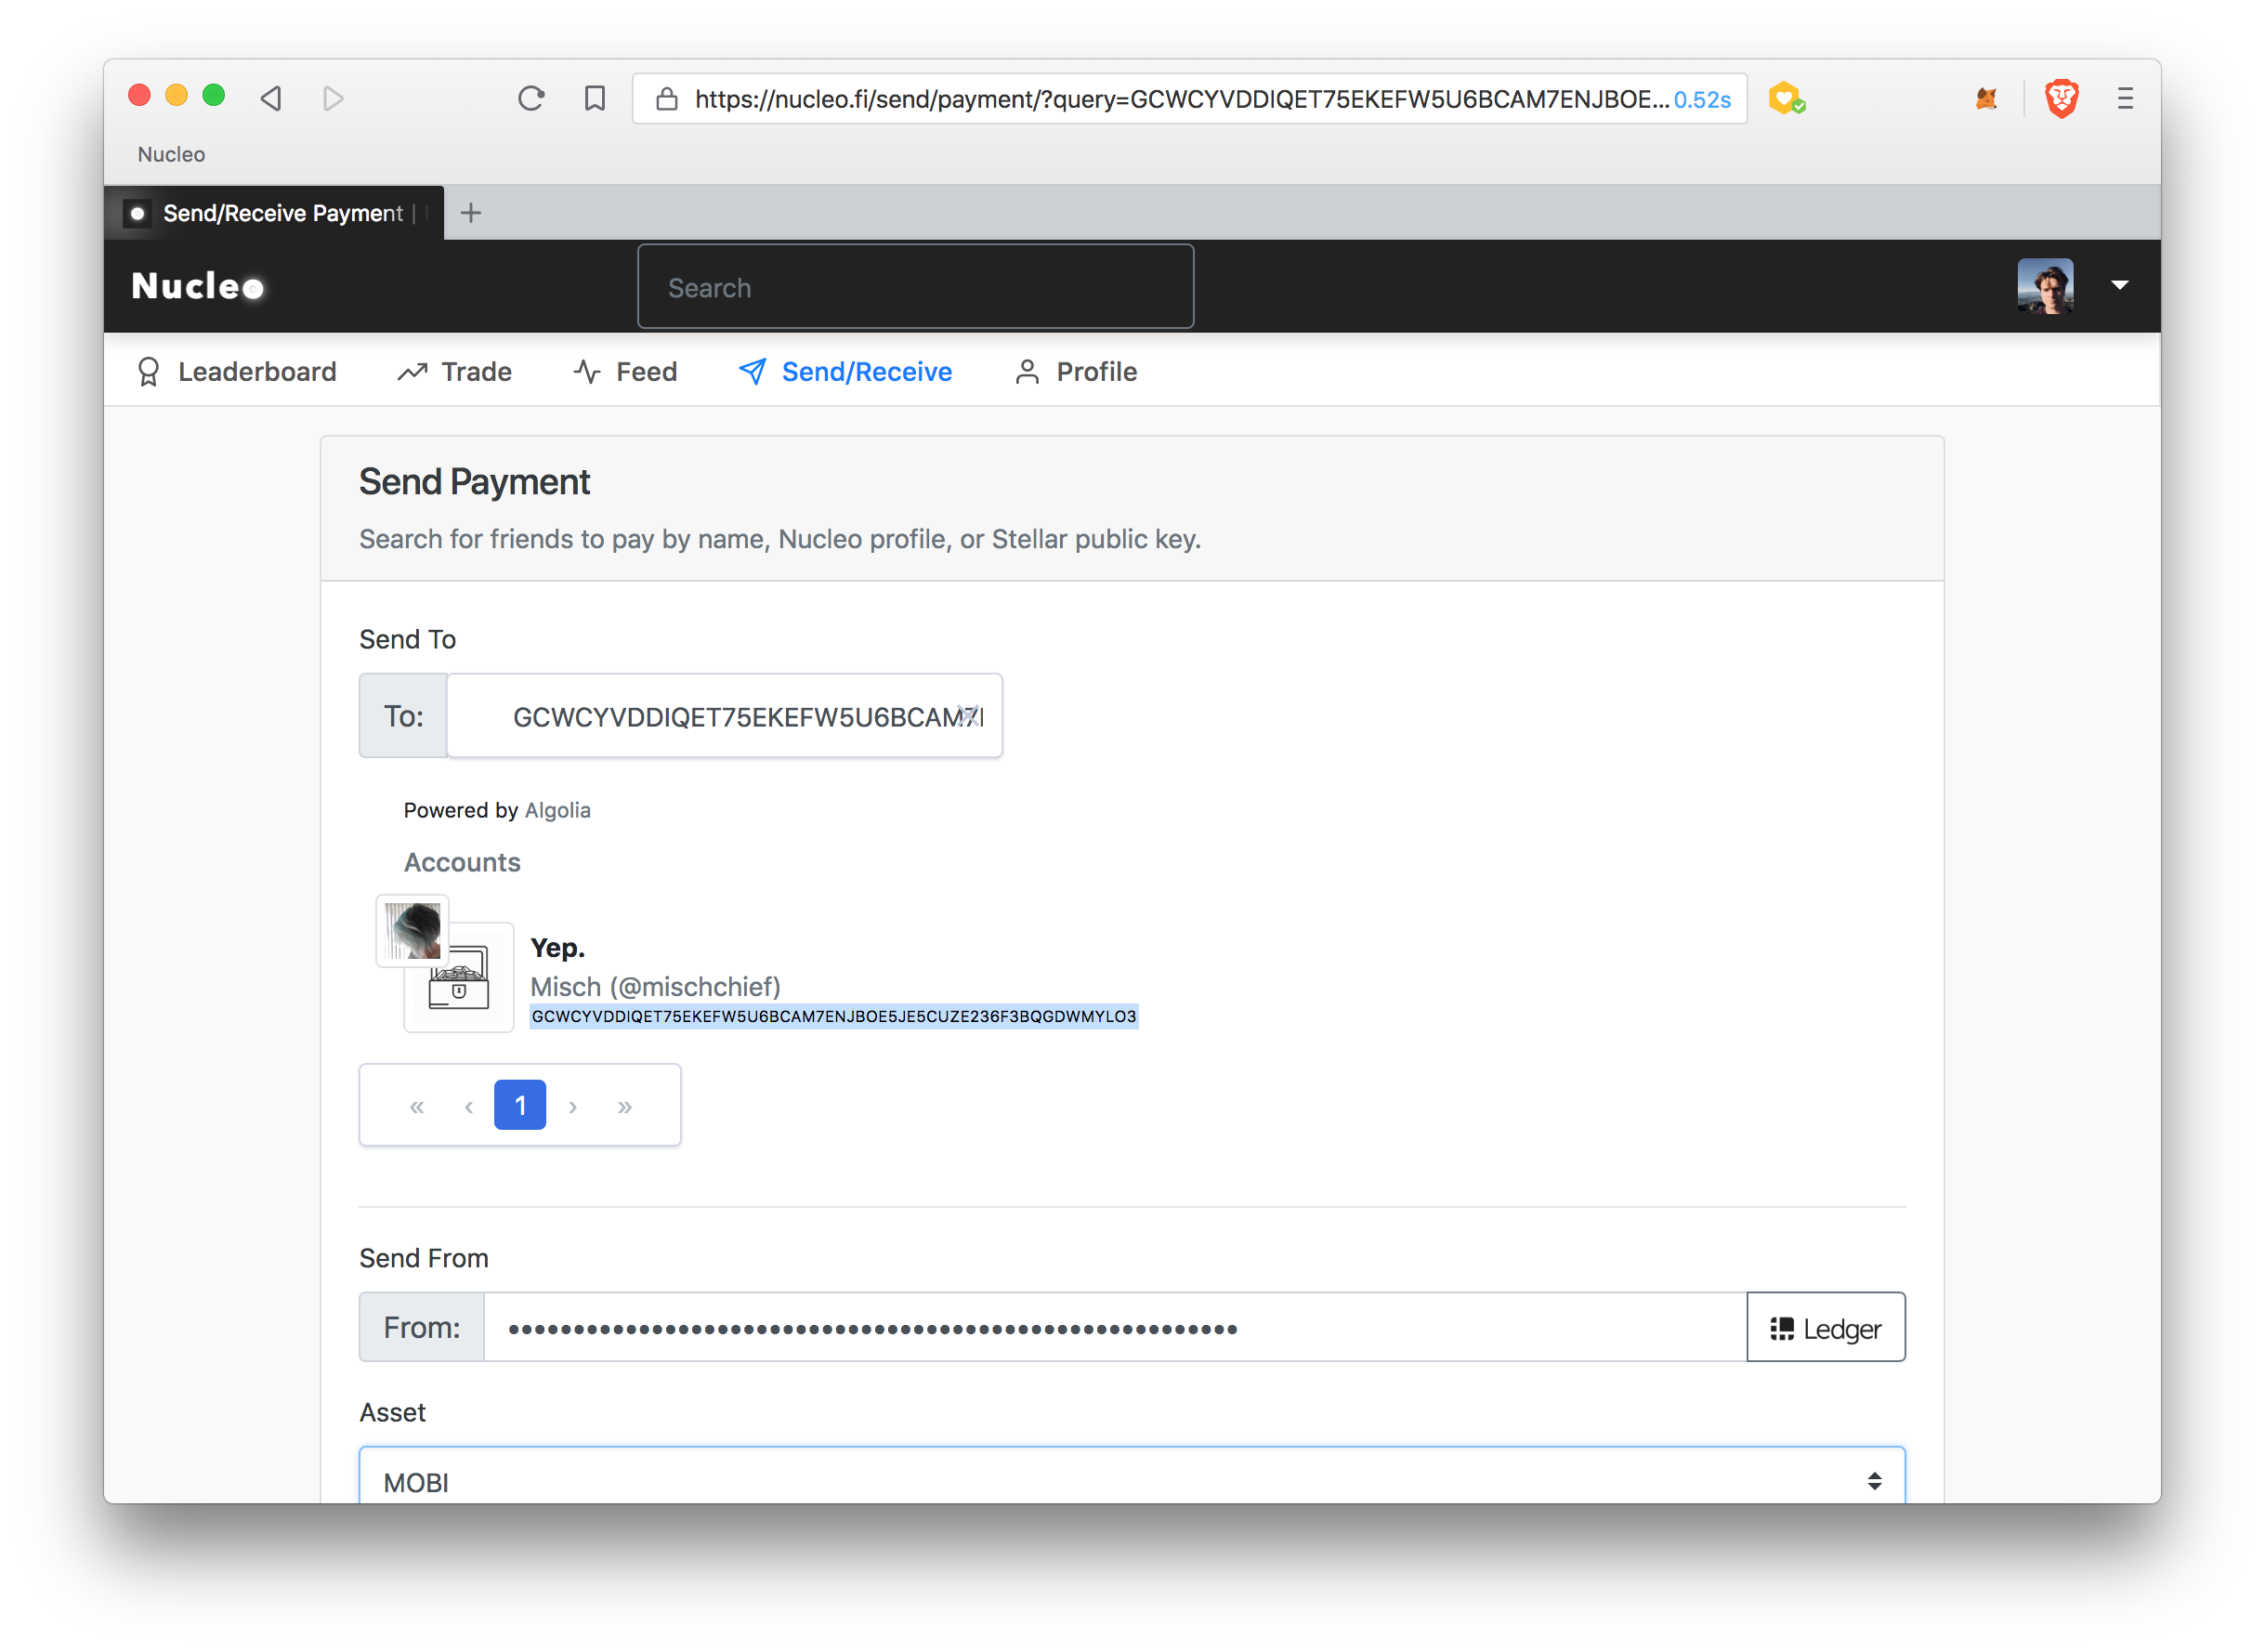 https://nucleo.fi/send/payment/?query=GCWCYVDDIQET75EKEFW5U6BCAM7ENJBOE... 0.52s
Nucleo
Send/Receive Payment |
Nucleo
Search
Leaderboard Trade Feed Send/Receive Profile
Send Payment
Search for friends to pay by name, Nucleo profile, or Stellar public key.
Send To
To: GCWCYVDDIQET75EKEFW5U6BCAM7
Powered by Algolia
Accounts
Yep.
Misch (@mischchief)
GCWCYVDDIQET75EKEFW5U6BCAM7ENJBOE5JE5CUZE236F3BQGDWMYLO3
« ‹ 1 › »
Send From
From: Ledger
Asset
MOBI